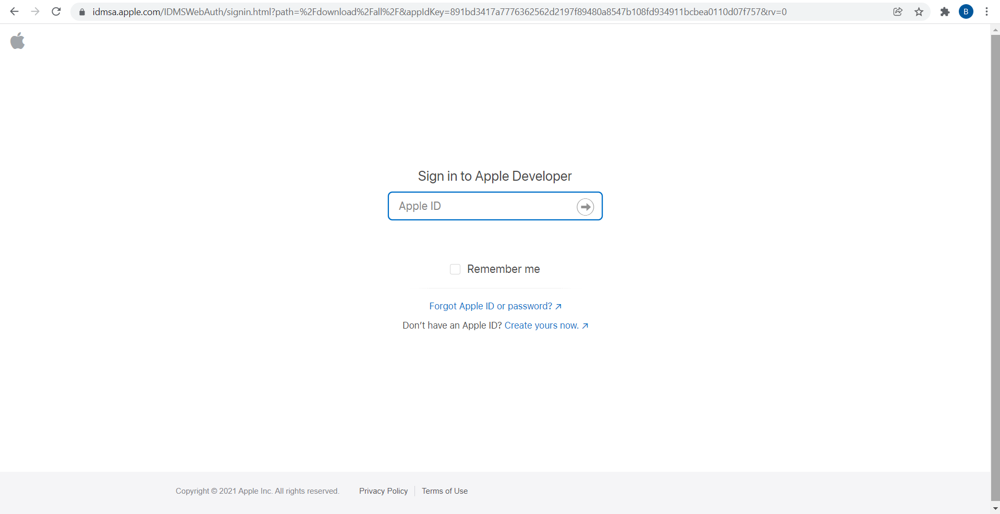 idmsa.apple.com/IDMSWebAuth/signin.html?path=%2Fdownload%2Fall%2F&appIdKey=891bd3417a7776362562d2197f89480a8547b108fd934911bcbea0110d07f757&rv=0
B
Sign in to Apple Developer
Apple ID
Remember me
Forgot Apple ID or password?
Don’t have an Apple ID? Create yours now.
Copyright © 2021 Apple Inc. All rights reserved. Privacy Policy Terms of Use